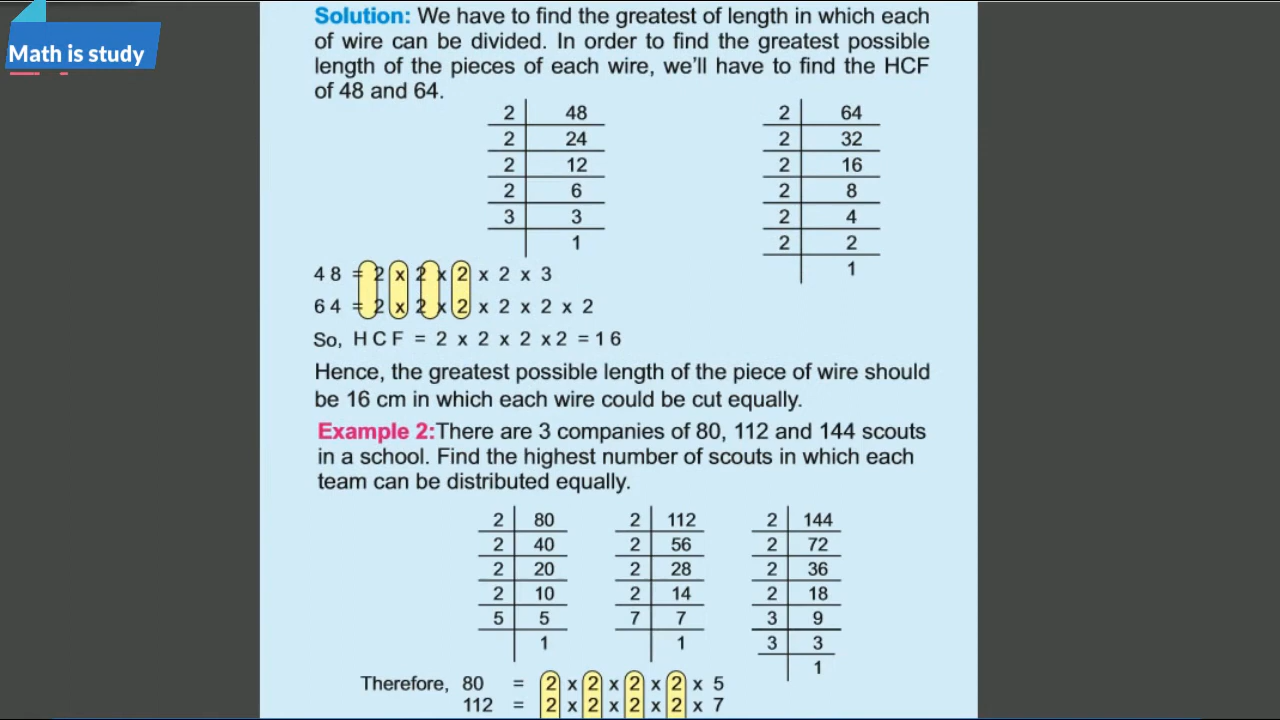 Math is study
Solution: We have to find the greatest of length in which each
of wire can be divided. In order to find the greatest possible
length of the pieces of each wire, we'll have to find the HCF
of 48 and 64.
2 48 2 64
2 24 2 32
2 12 2 16
2 6 2 8
3 3 2 4
1 2 2
1
48 = 2 x 2 x 2 x 2 x 3
64 = 2 x 2 x 2 x 2 x 2 x 2
So, HCF = 2 x 2 x 2 x 2 = 16
Hence, the greatest possible length of the piece of wire should
be 16 cm in which each wire could be cut equally.
Example 2:There are 3 companies of 80, 112 and 144 scouts
in a school. Find the highest number of scouts in which each
team can be distributed equally.
2 80 2 112 2 144
2 40 2 56 2 72
2 20 2 28 2 36
2 10 2 14 2 18
5 5 7 7 3 9
1 1 3 3
1
Therefore, 80 = 2 x 2 x 2 x 2 x 5
112 = 2 x 2 x 2 x 2 x 7